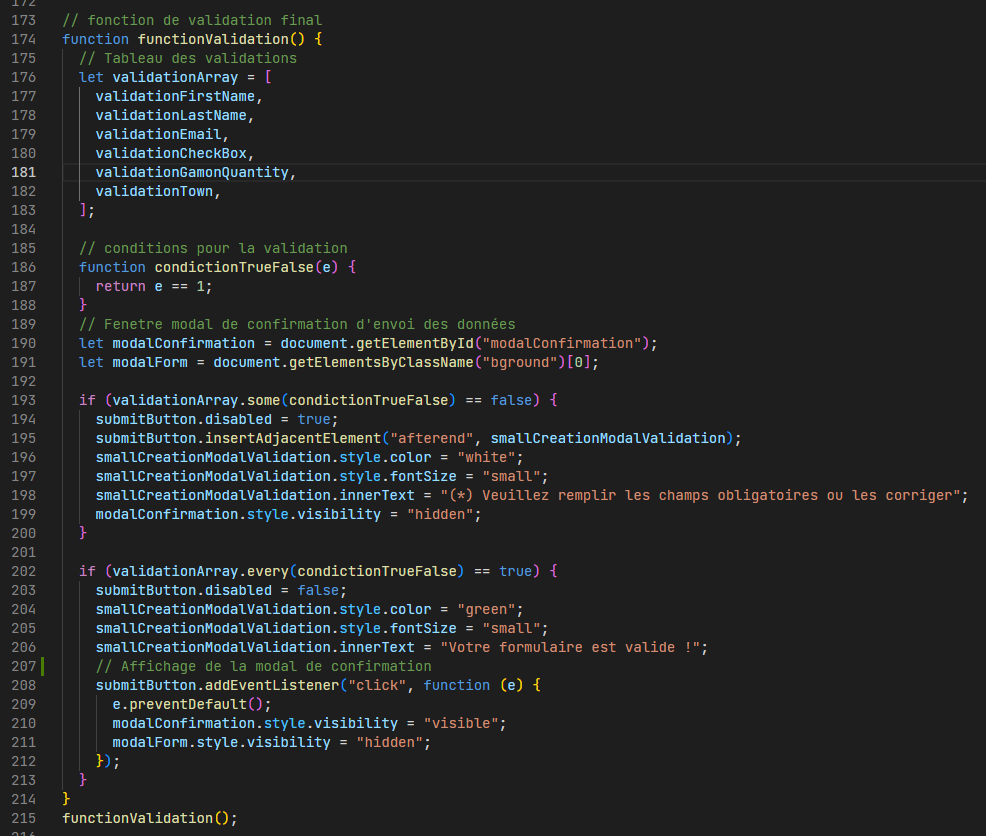 173 // fonction de validation final
174 function functionValidation() {
175 // Tableau des validations
176 let validationArray = [
177 validationFirstName,
178 validationLastName,
179 validationEmail,
180 validationCheckBox,
181 validationGamonQuantity,
182 validationTown,
183 ];
184
185 // conditions pour la validation
186 function condictionTrueFalse(e) {
187 return e == 1;
188 }
189 // Fenetre modal de confirmation d'envoi des données
190 let modalConfirmation = document.getElementById("modalConfirmation");
191 let modalForm = document.getElementsByClassName("bground")[0];
192
193 if (validationArray.some(condictionTrueFalse) == false) {
194 submitButton.disabled = true;
195 submitButton.insertAdjacentElement("afterend", smallCreationModalValidation);
196 smallCreationModalValidation.style.color = "white";
197 smallCreationModalValidation.style.fontSize = "small";
198 smallCreationModalValidation.innerText = "(*) Veuillez remplir les champs obligatoires ou les corriger";
199 modalConfirmation.style.visibility = "hidden";
200 }
201
202 if (validationArray.every(condictionTrueFalse) == true) {
203 submitButton.disabled = false;
204 smallCreationModalValidation.style.color = "green";
205 smallCreationModalValidation.style.fontSize = "small";
206 smallCreationModalValidation.innerText = "Votre formulaire est valide !";
207 // Affichage de la modal de confirmation
208 submitButton.addEventListener("click", function (e) {
209 e.preventDefault();
210 modalConfirmation.style.visibility = "visible";
211 modalForm.style.visibility = "hidden";
212 });
213 }
214 }
215 functionValidation();